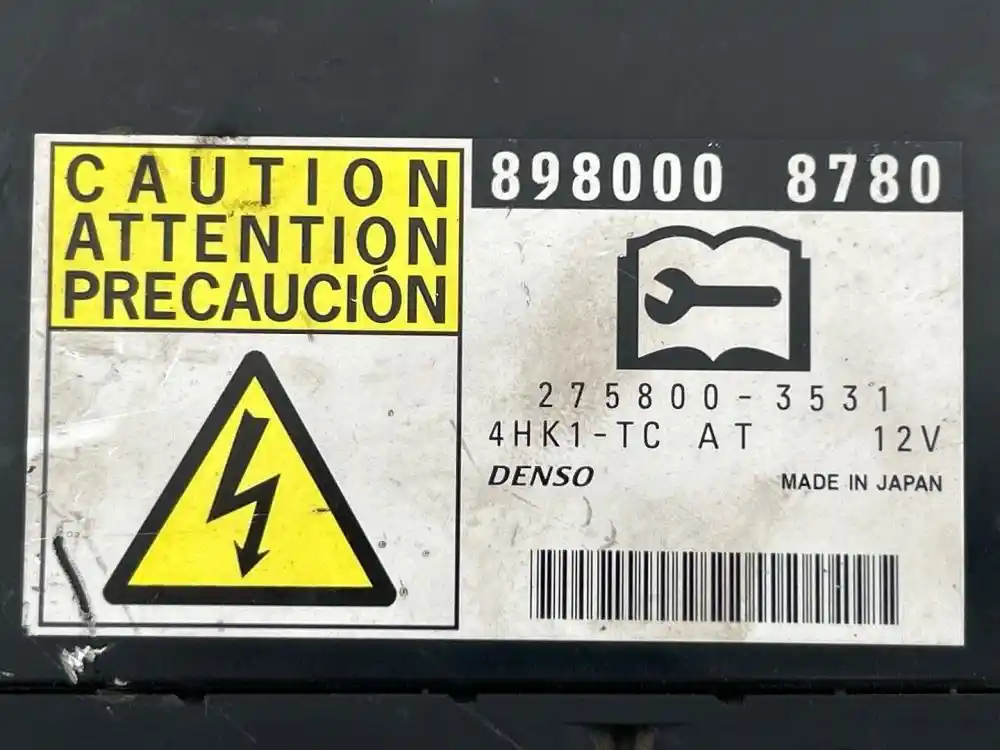 CAUTION
ATTENTION
PRECAUCIÓN
898000 8780
275800-3531
4HK1-TC AT 12V
DENSO MADE IN JAPAN